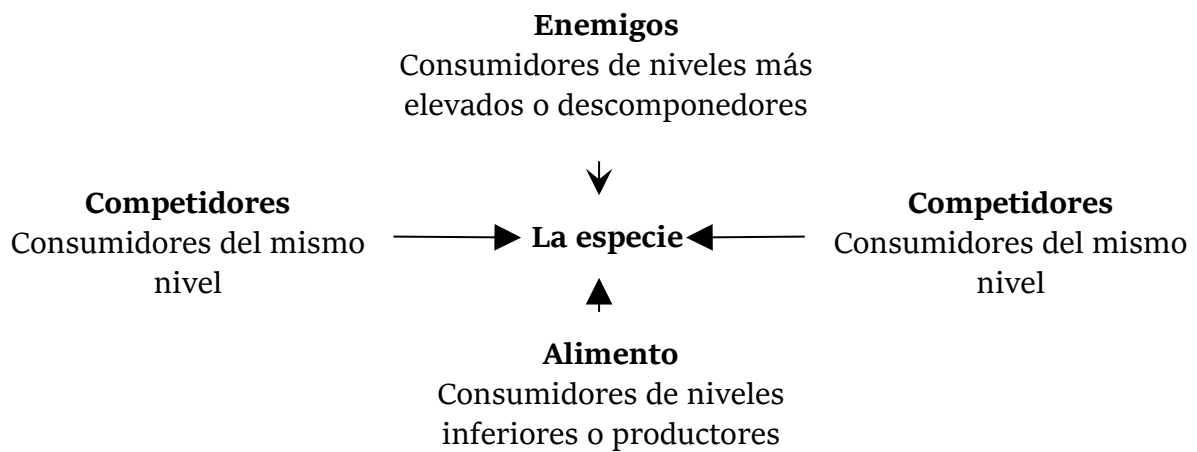 Enemigos
Consumidores de niveles más
elevados o descomponedores
Competidores
Consumidores del mismo
nivel
La especie
Competidores
Consumidores del mismo
nivel
Alimento
Consumidores de niveles
inferiores o productores